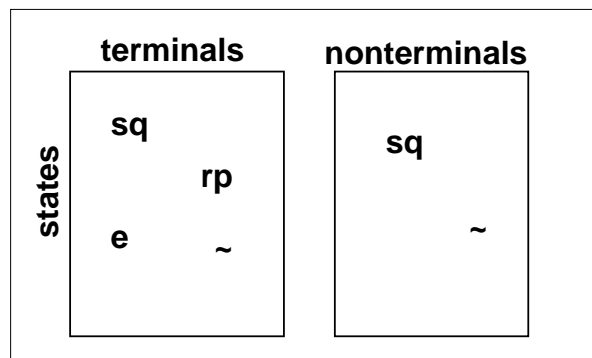 terminals
nonterminals
states
sq
rp
e
~
sq
~